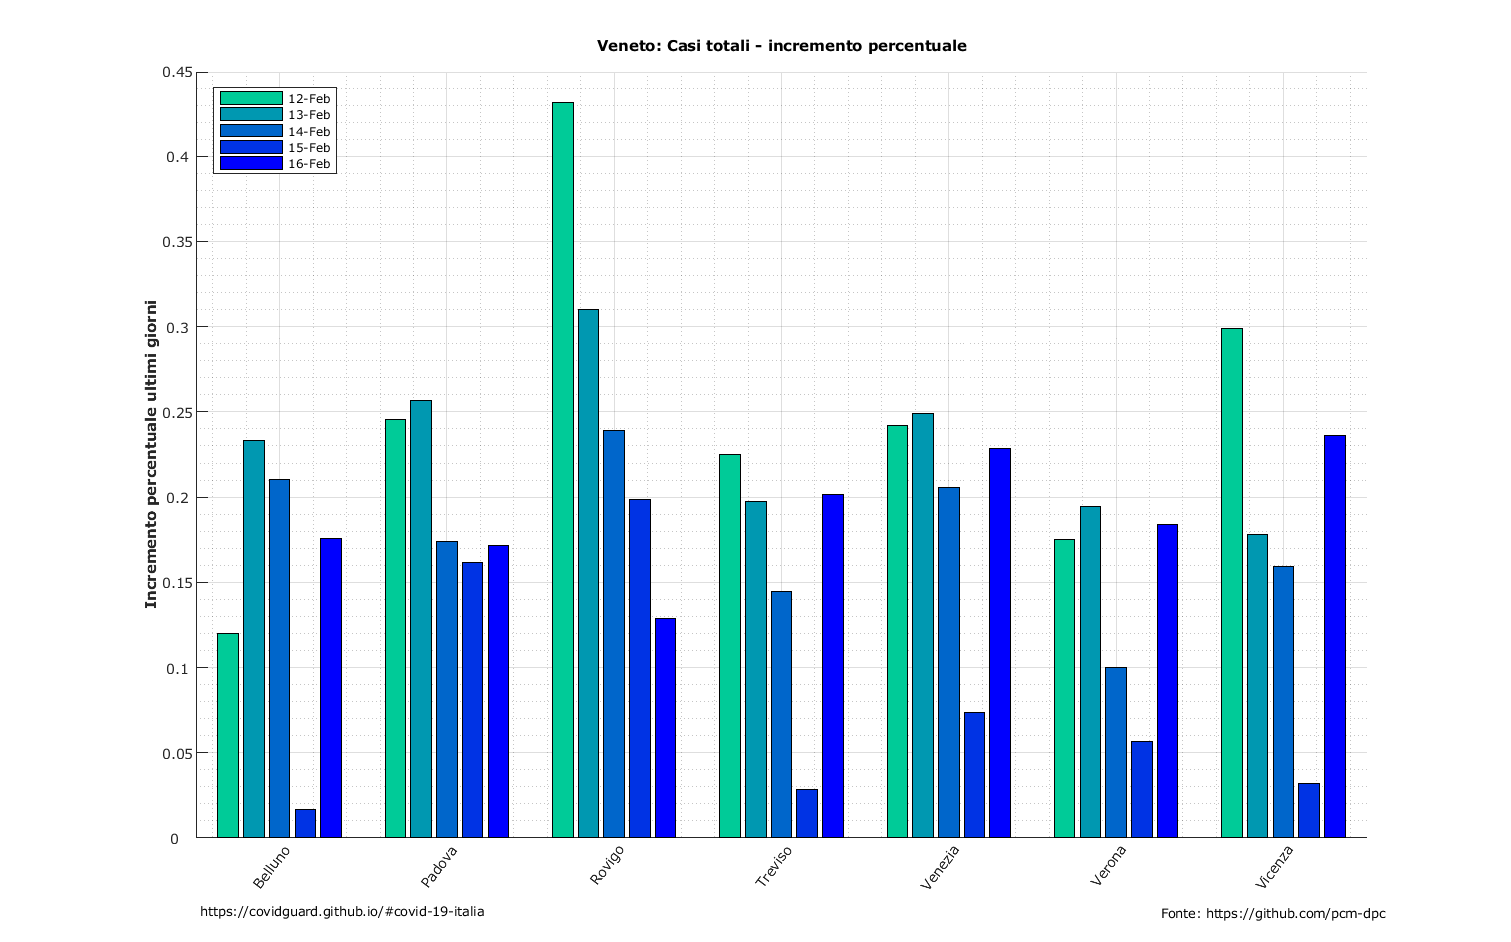 Veneto: Casi totali - incremento percentuale
0.45
0.4
0.35
0.3
0.25
0.2
0.15
0.1
0.05
0
Incremento percentuale ultimi giorni
12-Feb
13-Feb
14-Feb
15-Feb
16-Feb
Belluno
Padova
Rovigo
Treviso
Venezia
Verona
Vicenza
https://covidguard.github.io/#covid-19-italia
Fonte: https://github.com/pcm-dpc